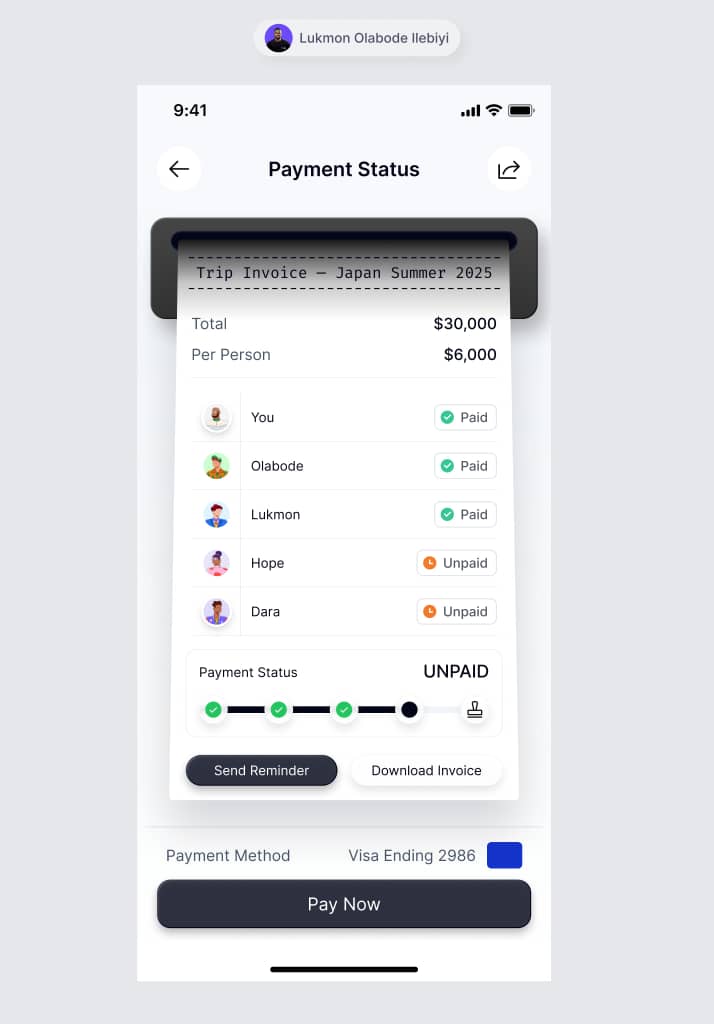 Lukmon Olabode Ilebiyi
9:41
Payment Status
Trip Invoice — Japan Summer 2025
Total $30,000
Per Person $6,000
You Paid
Olabode Paid
Lukmon Paid
Hope Unpaid
Dara Unpaid
Payment Status UNPAID
Send Reminder Download Invoice
Payment Method Visa Ending 2986
Pay Now